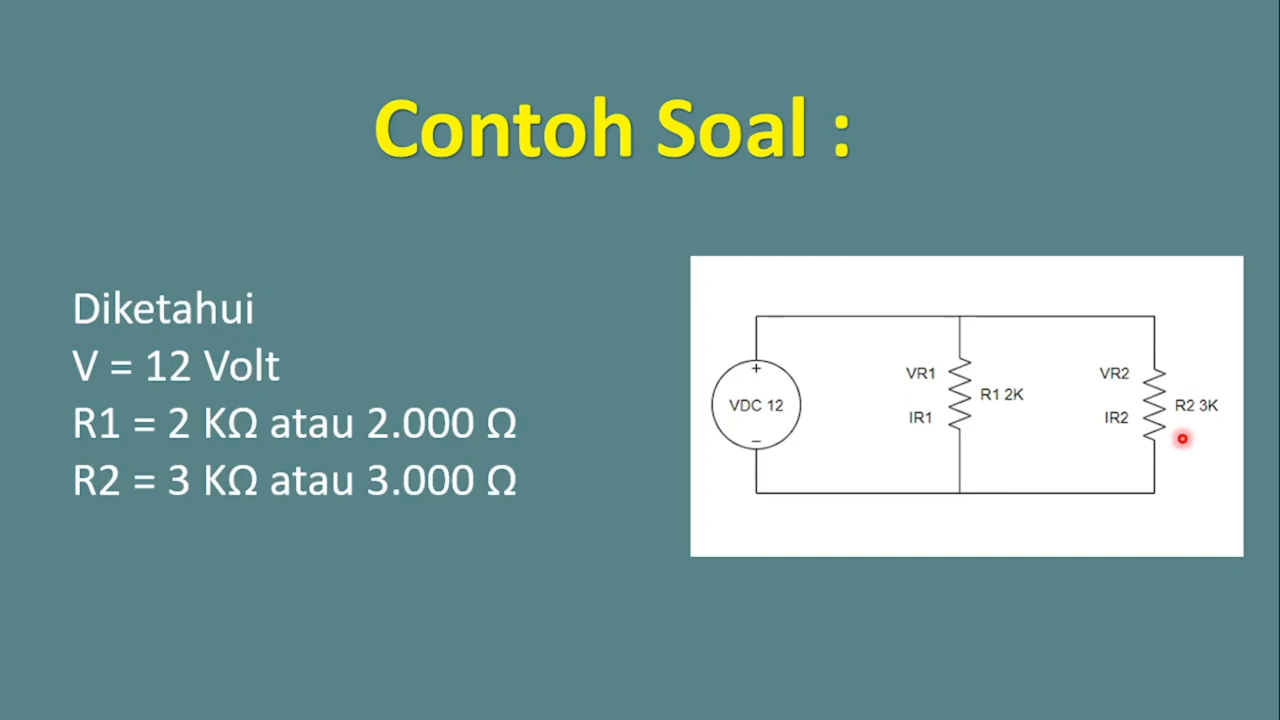 Contoh Soal :
Diketahui
V = 12 Volt
R1 = 2 KΩ atau 2.000 Ω
R2 = 3 KΩ atau 3.000 Ω
+
VDC 12
−
VR1
R1 2K
IR1
VR2
R2 3K
IR2